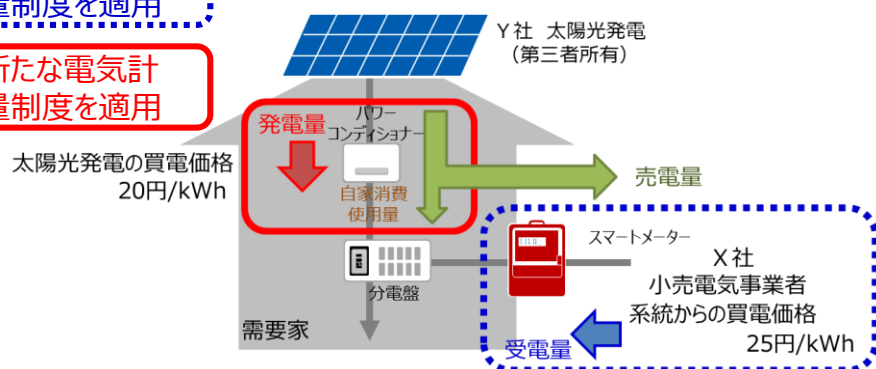 量制度を適用
新たな電気計
量制度を適用
Y社 太陽光発電
（第三者所有）
発電量
パワー
コンディショナー
太陽光発電の買電価格
20円/kWh
自家消費
使用量
売電量
スマートメーター
分電盤
X社
小売電気事業者
系統からの買電価格
25円/kWh
需要家
受電量